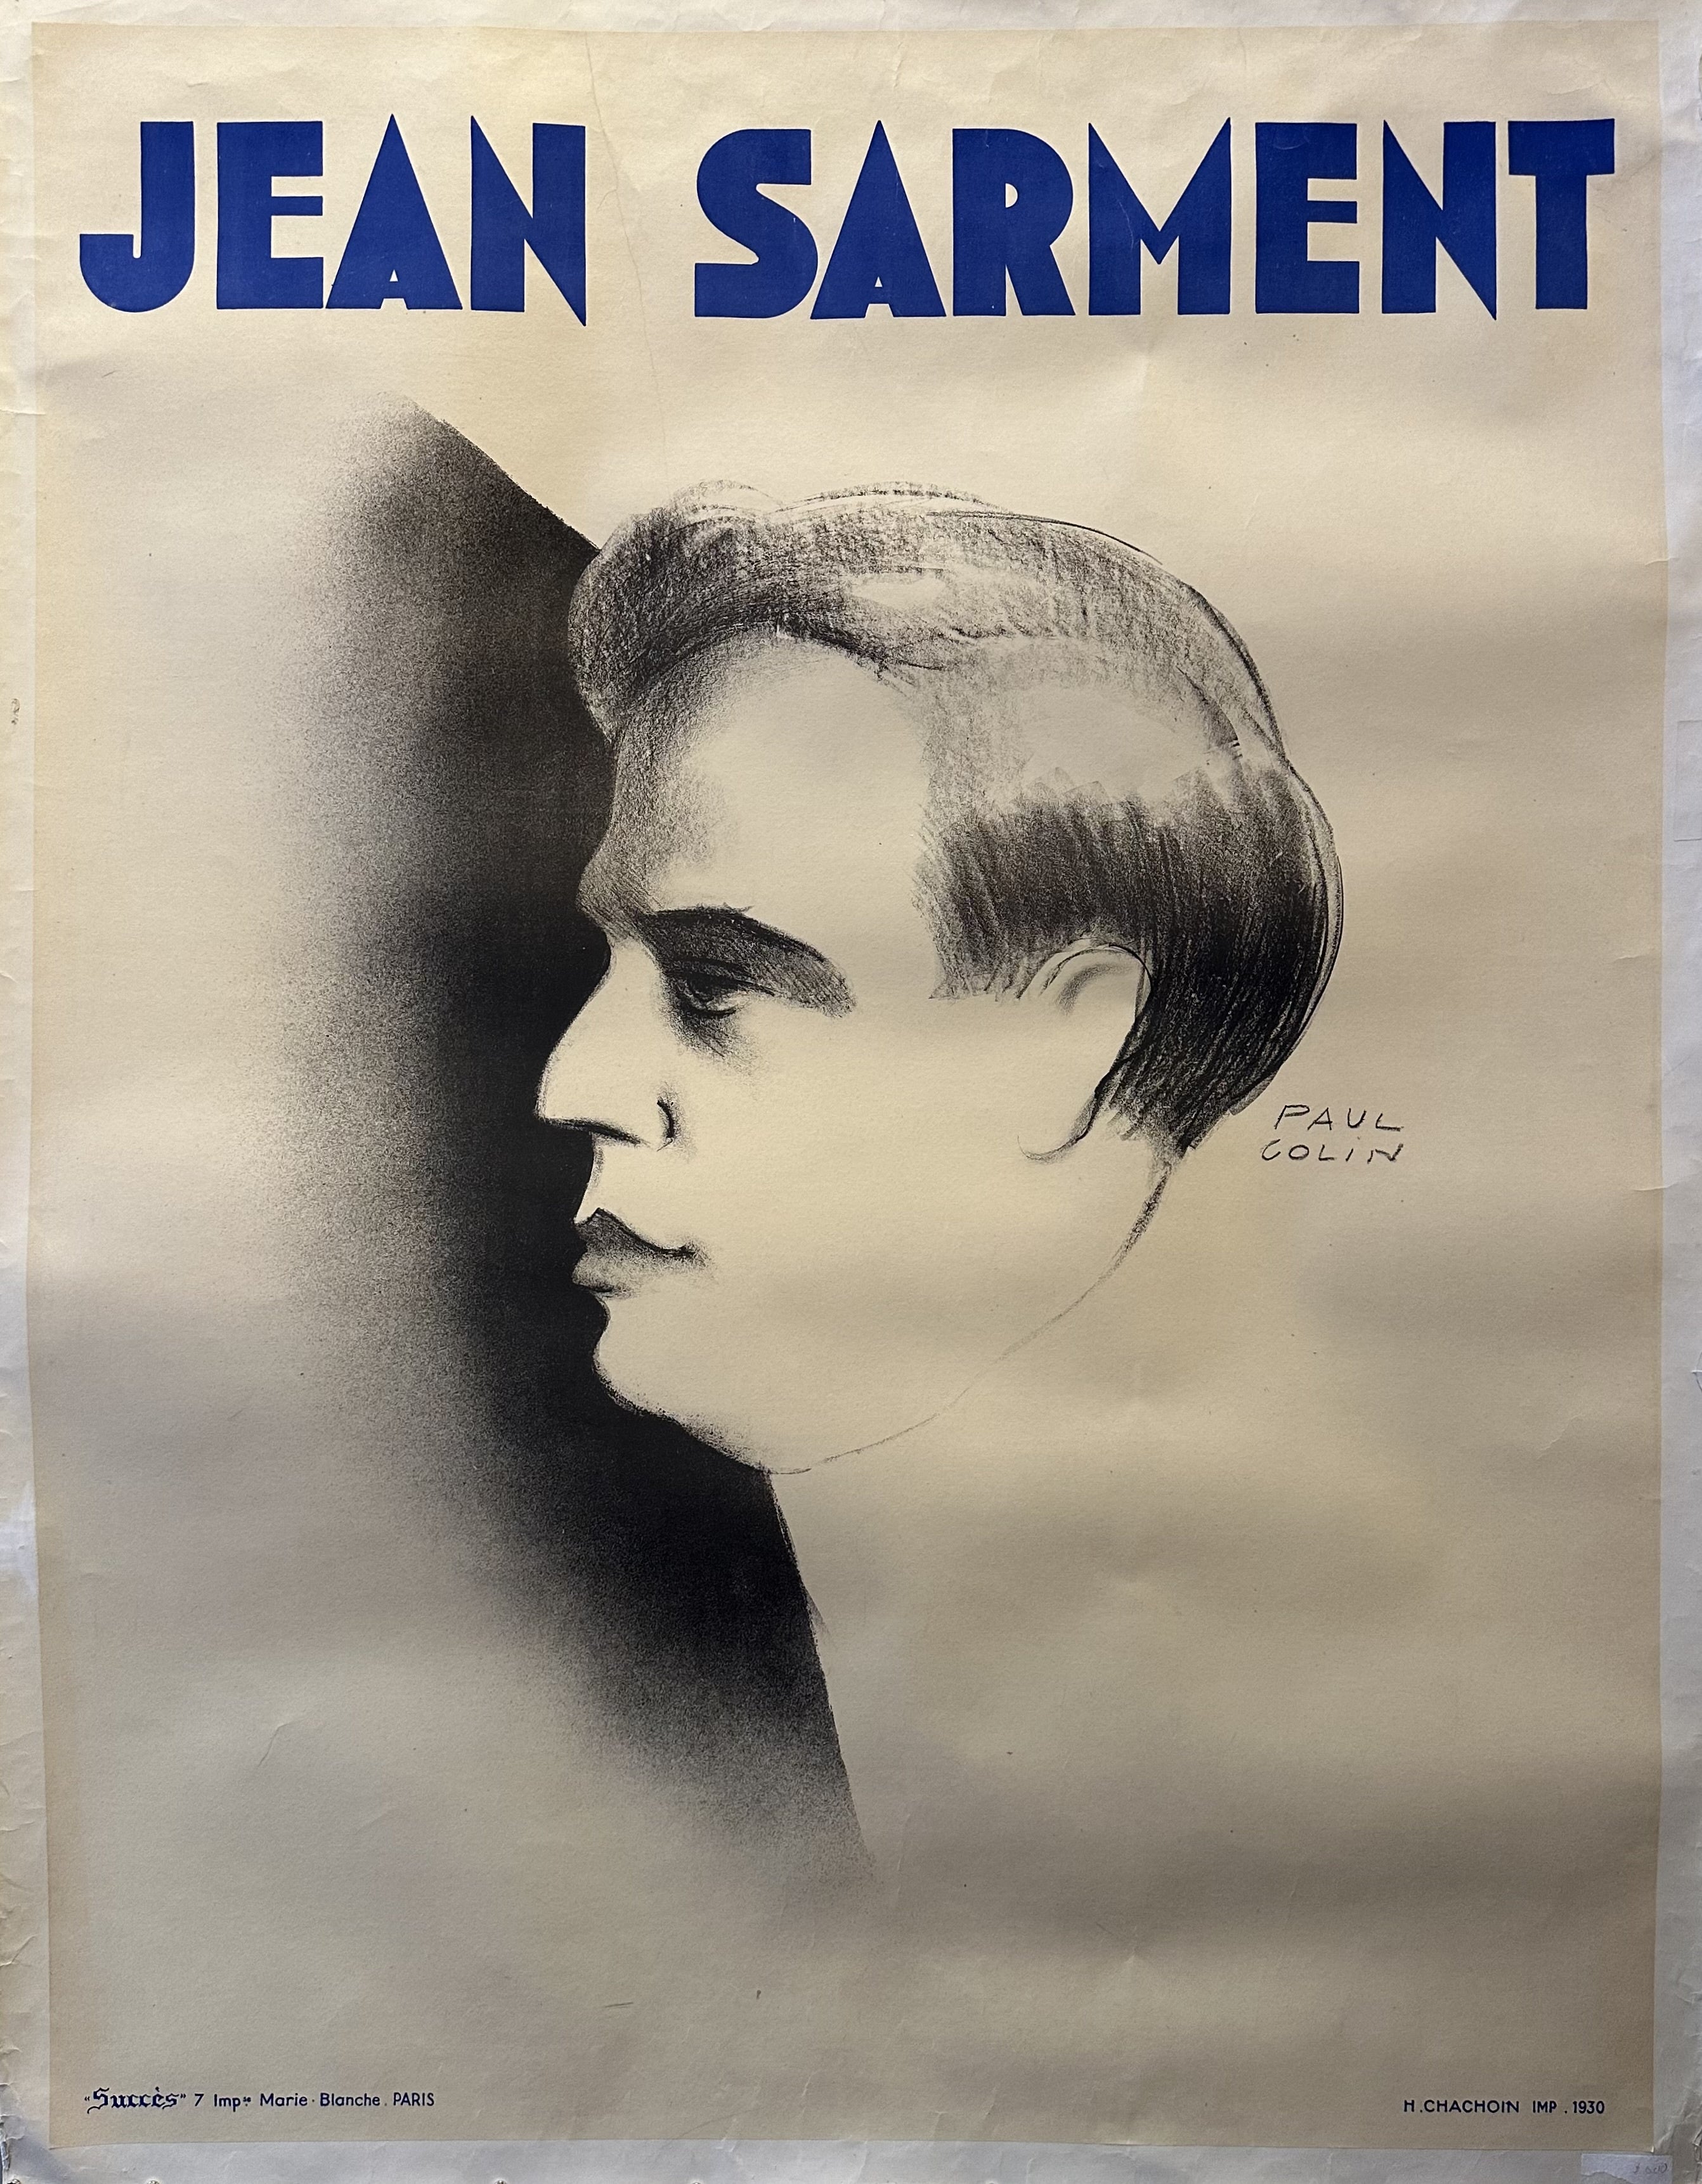 JEAN SARMENT
PAUL
COLIN
"Succès" 7 Impse Marie-Blanche. PARIS
H. CHACHOIN IMP. 1930